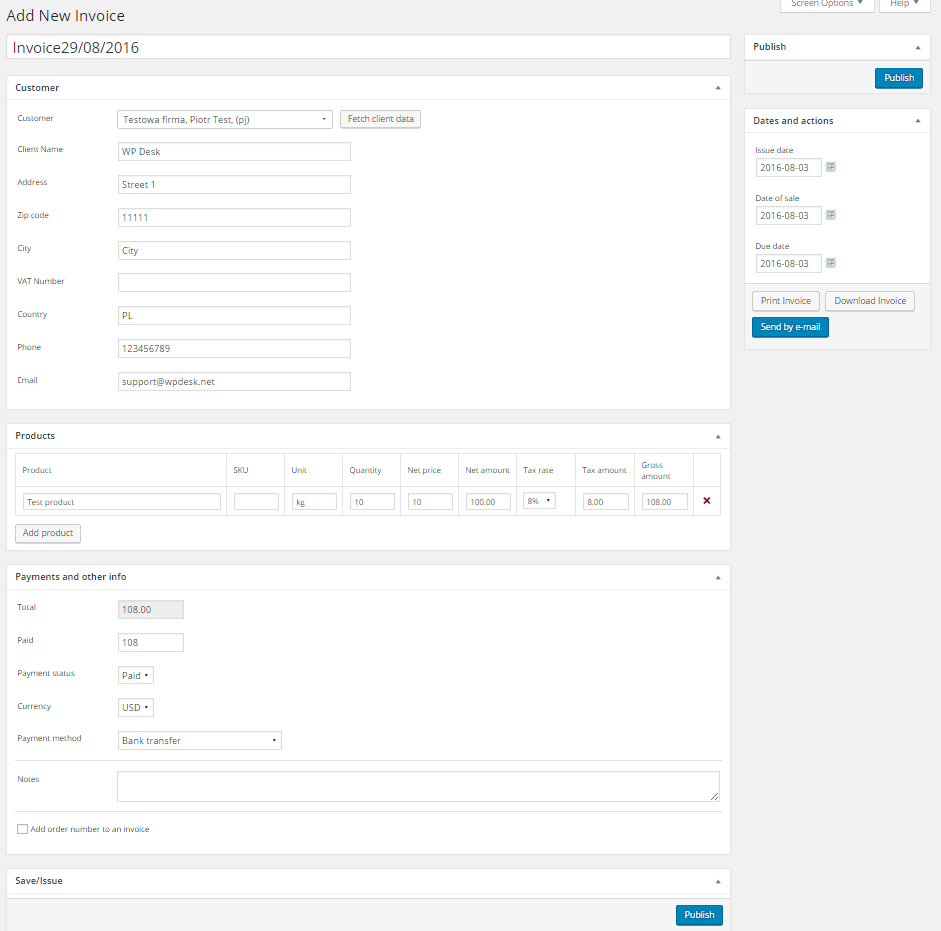 Screen Options Help
Add New Invoice
Invoice29/08/2016
Customer
Customer Testowa firma, Piotr Test, (pj) Fetch client data
Client Name WP Desk
Address Street 1
Zip code 11111
City City
VAT Number
Country PL
Phone 123456789
Email support@wpdesk.net
Products
Product SKU Unit Quantity Net price Net amount Tax rate Tax amount Gross amount
Test product kg 10 10 100.00 8% 8.00 108.00
Add product
Payments and other info
Total 108.00
Paid 108
Payment status Paid
Currency USD
Payment method Bank transfer
Notes
Add order number to an invoice
Save/Issue
Publish
Publish
Publish
Dates and actions
Issue date
2016-08-03
Date of sale
2016-08-03
Due date
2016-08-03
Print Invoice Download Invoice
Send by e-mail